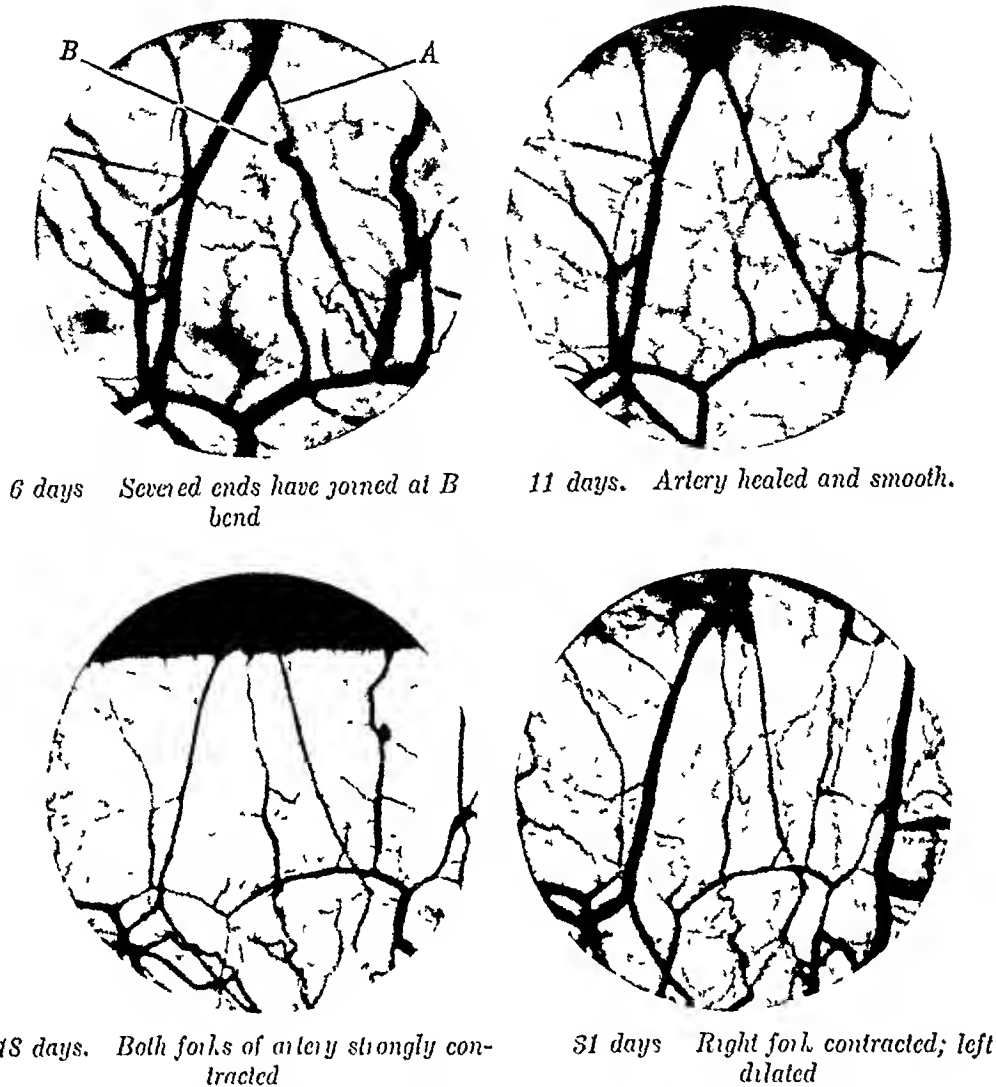 B
A
6 days Severed ends have joined at B
bend
11 days. Artery healed and smooth.
18 days. Both forks of artery strongly con-
tracted
31 days Right fork contracted; left
dilated